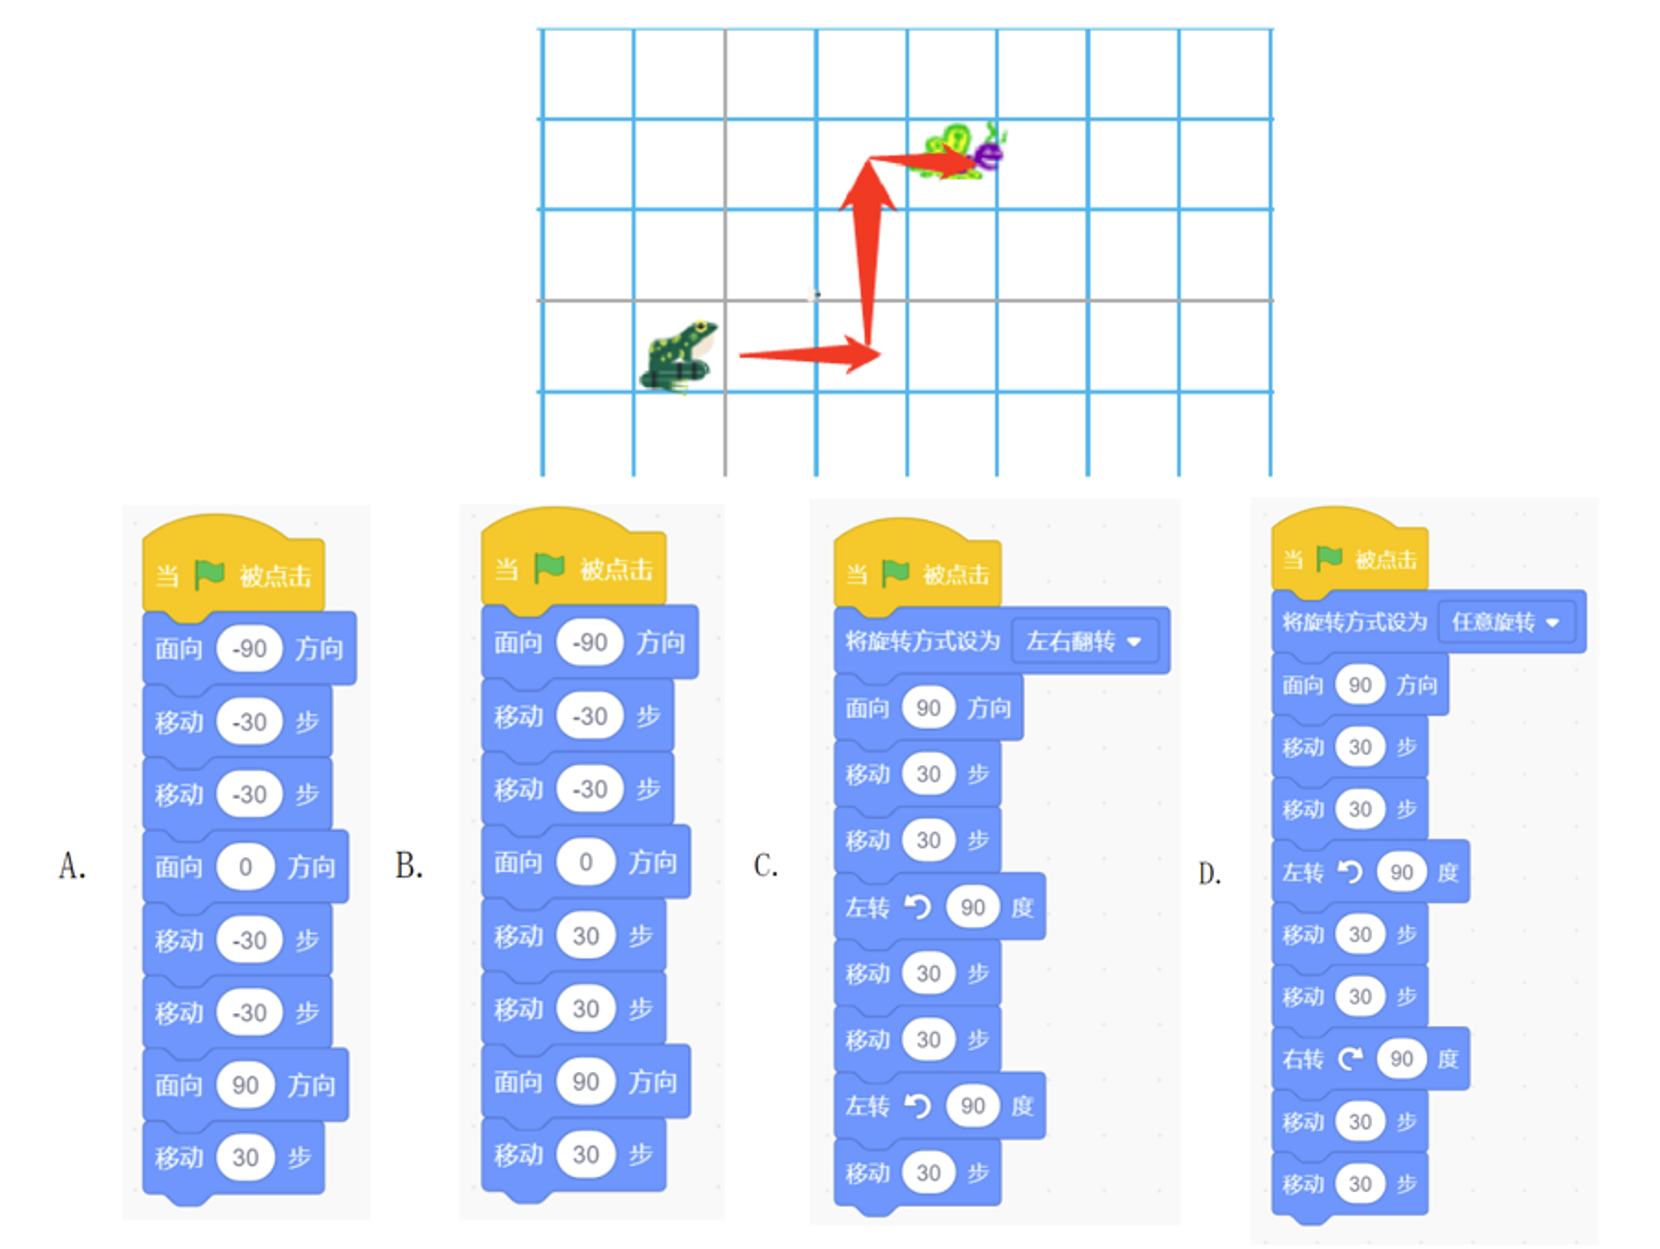 A.
当 被点击
面向 -90 方向
移动 -30 步
移动 -30 步
面向 0 方向
移动 -30 步
移动 -30 步
面向 90 方向
移动 30 步
B.
当 被点击
面向 -90 方向
移动 -30 步
移动 -30 步
面向 0 方向
移动 30 步
移动 30 步
面向 90 方向
移动 30 步
C.
当 被点击
将旋转方式设为 左右翻转
面向 90 方向
移动 30 步
移动 30 步
左转 90 度
移动 30 步
移动 30 步
左转 90 度
移动 30 步
D.
当 被点击
将旋转方式设为 任意旋转
面向 90 方向
移动 30 步
移动 30 步
左转 90 度
移动 30 步
移动 30 步
右转 90 度
移动 30 步
移动 30 步